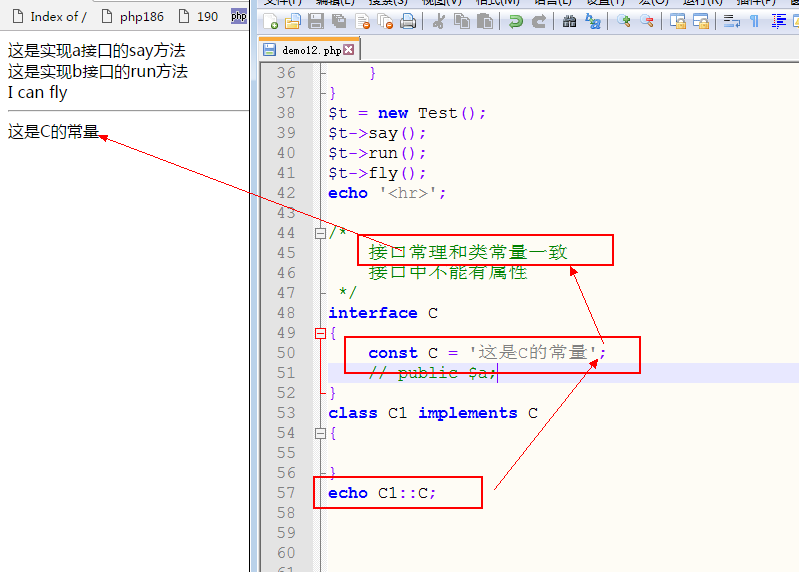 Index of /
php186
190
php
这是实现a接口的say方法
这是实现b接口的run方法
I can fly
这是C的常量
demo12.php
36 }
37 }
38 $t = new Test();
39 $t->say();
40 $t->run();
41 $t->fly();
42 echo '<hr>';
43
44 /*
45 接口常理和类常量一致
46 接口中不能有属性
47 */
48 interface C
49 {
50 const C = '这是C的常量';
51 // public $a;
52 }
53 class C1 implements C
54 {
55
56 }
57 echo C1::C;
58
59
60